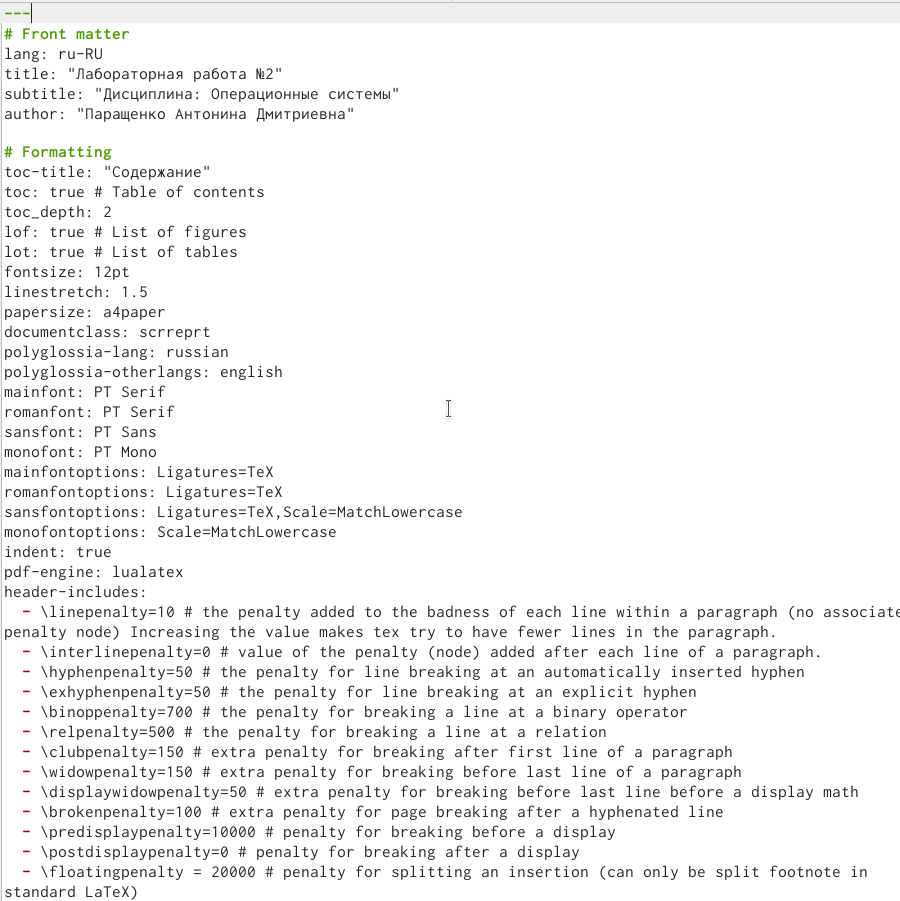 ---
# Front matter
lang: ru-RU
title: "Лабораторная работа №2"
subtitle: "Дисциплина: Операционные системы"
author: "Паращенко Антонина Дмитриевна"
# Formatting
toc-title: "Содержание"
toc: true # Table of contents
toc_depth: 2
lof: true # List of figures
lot: true # List of tables
fontsize: 12pt
linestretch: 1.5
papersize: a4paper
documentclass: scrreprt
polyglossia-lang: russian
polyglossia-otherlangs: english
mainfont: PT Serif
romanfont: PT Serif
sansfont: PT Sans
monofont: PT Mono
mainfontoptions: Ligatures=TeX
romanfontoptions: Ligatures=TeX
sansfontoptions: Ligatures=TeX,Scale=MatchLowercase
monofontoptions: Scale=MatchLowercase
indent: true
pdf-engine: lualatex
header-includes:
  - \linepenalty=10 # the penalty added to the badness of each line within a paragraph (no associate
penalty node) Increasing the value makes tex try to have fewer lines in the paragraph.
  - \interlinepenalty=0 # value of the penalty (node) added after each line of a paragraph.
  - \hyphenpenalty=50 # the penalty for line breaking at an automatically inserted hyphen
  - \exhyphenpenalty=50 # the penalty for line breaking at an explicit hyphen
  - \binoppenalty=700 # the penalty for breaking a line at a binary operator
  - \relpenalty=500 # the penalty for breaking a line at a relation
  - \clubpenalty=150 # extra penalty for breaking after first line of a paragraph
  - \widowpenalty=150 # extra penalty for breaking before last line of a paragraph
  - \displaywidowpenalty=50 # extra penalty for breaking before last line before a display math
  - \brokenpenalty=100 # extra penalty for page breaking after a hyphenated line
  - \predisplaypenalty=10000 # penalty for breaking before a display
  - \postdisplaypenalty=0 # penalty for breaking after a display
  - \floatingpenalty = 20000 # penalty for splitting an insertion (can only be split footnote in
standard LaTeX)